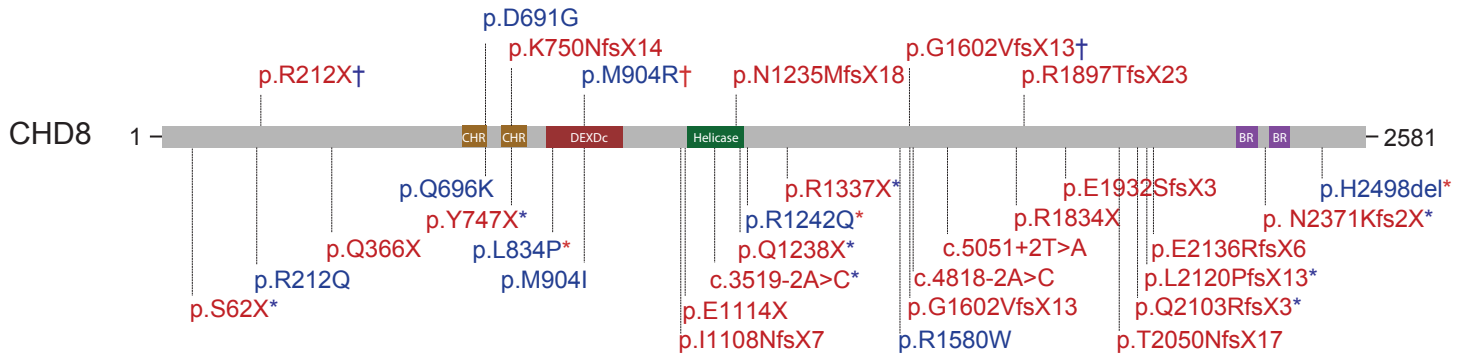 p.D691G
p.K750NfsX14
p.G1602VfsX13†
p.R212X†
p.M904R†
p.N1235MfsX18
p.R1897TfsX23
CHD8 1
CHR
CHR
DEXDc
Helicase
BR
BR
2581
p.Q696K
p.R1337X*
p.E1932SfsX3
p.H2498del*
p.Y747X*
p.R1242Q*
p.R1834X
p. N2371Kfs2X*
p.Q366X
p.L834P*
p.Q1238X*
c.5051+2T>A
p.E2136RfsX6
p.R212Q
p.M904I
c.3519-2A>C*
c.4818-2A>C
p.L2120PfsX13*
p.S62X*
p.E1114X
p.G1602VfsX13
p.Q2103RfsX3*
p.I1108NfsX7
p.R1580W
p.T2050NfsX17